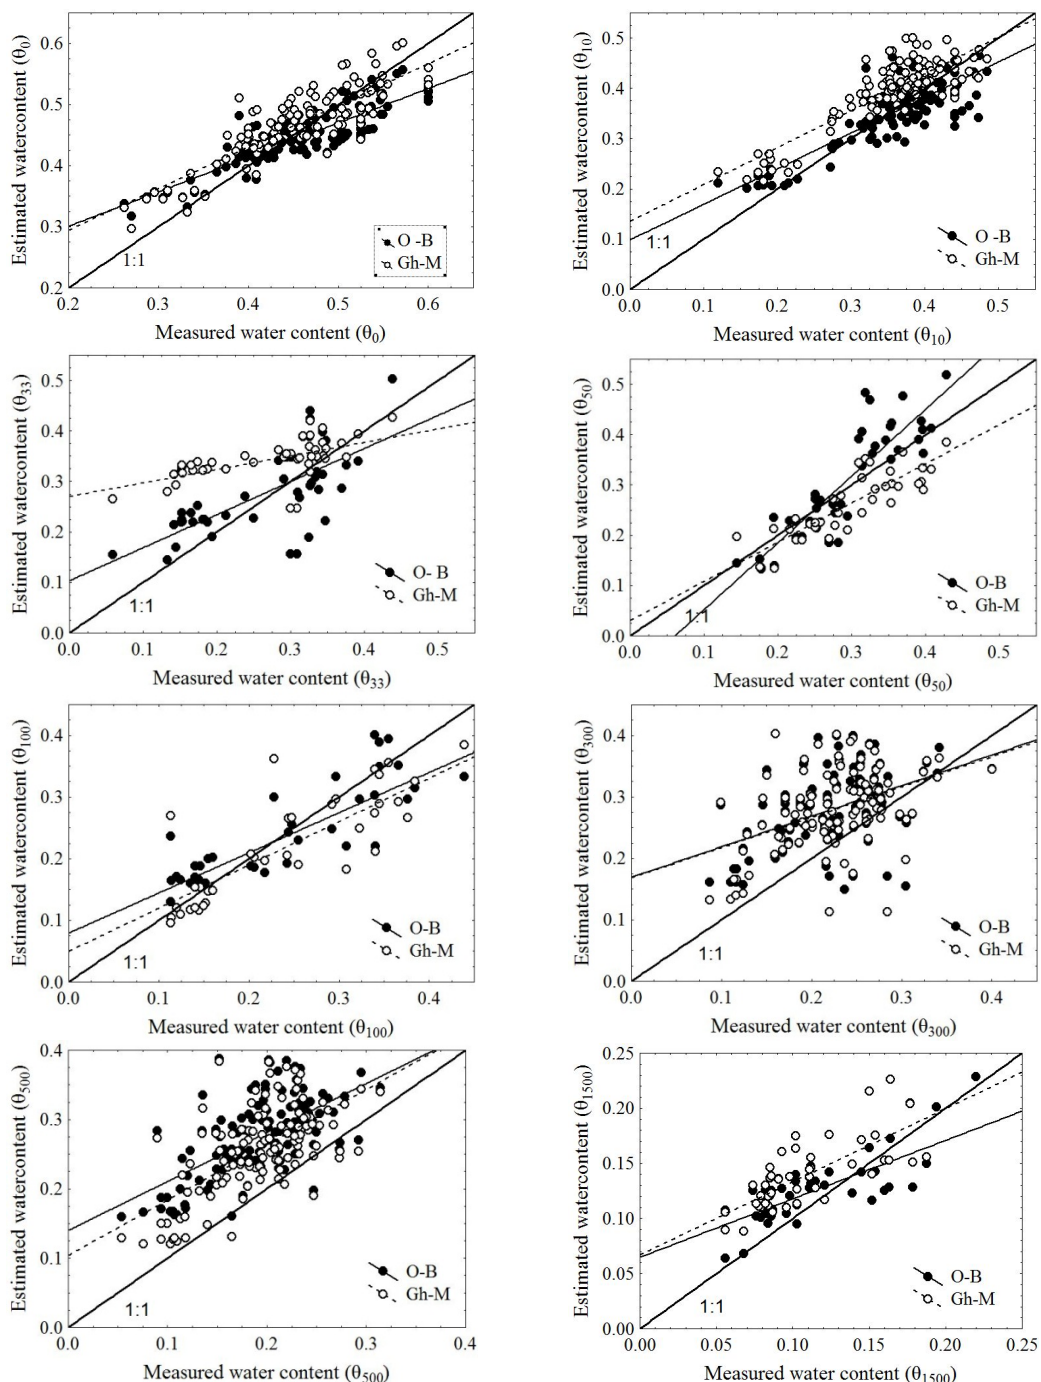 Estimated watercontent (θ0)
0.6
0.5
0.4
0.3
0.2
1:1
O -B
Gh-M
0.2 0.3 0.4 0.5 0.6
Measured water content (θ0)
Estimated watercontent (θ10)
0.5
0.4
0.3
0.2
0.1
0.0
1:1
O -B
Gh-M
0.0 0.1 0.2 0.3 0.4 0.5
Measured water content (θ10)
Estimated watercontent (θ33)
0.5
0.4
0.3
0.2
0.1
0.0
1:1
O- B
Gh-M
0.0 0.1 0.2 0.3 0.4 0.5
Measured water content (θ33)
Estimated watercontent (θ50)
0.5
0.4
0.3
0.2
0.1
0.0
1:1
O-B
Gh-M
0.0 0.1 0.2 0.3 0.4 0.5
Measured water content (θ50)
Estimated watercontent (θ100)
0.4
0.3
0.2
0.1
0.0
1:1
O-B
Gh-M
0.0 0.1 0.2 0.3 0.4
Measured water content (θ100)
Estimated watercontent (θ300)
0.4
0.3
0.2
0.1
0.0
1:1
O-B
Gh-M
0.0 0.1 0.2 0.3 0.4
Measured water content (θ300)
Estimated watercontent (θ500)
0.4
0.3
0.2
0.1
0.0
1:1
O-B
Gh-M
0.0 0.1 0.2 0.3 0.4
Measured water content (θ500)
Estimated watercontent (θ1500)
0.25
0.20
0.15
0.10
0.05
0.00
1:1
O-B
Gh-M
0.00 0.05 0.10 0.15 0.20 0.25
Measured water content (θ1500)